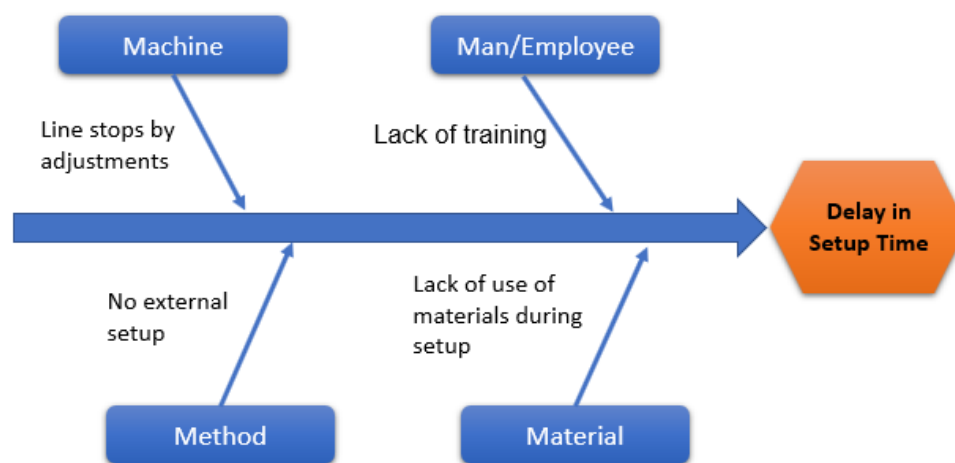 Machine
Man/Employee
Line stops by
adjustments
Lack of training
Delay in
Setup Time
No external
setup
Lack of use of
materials during
setup
Method
Material